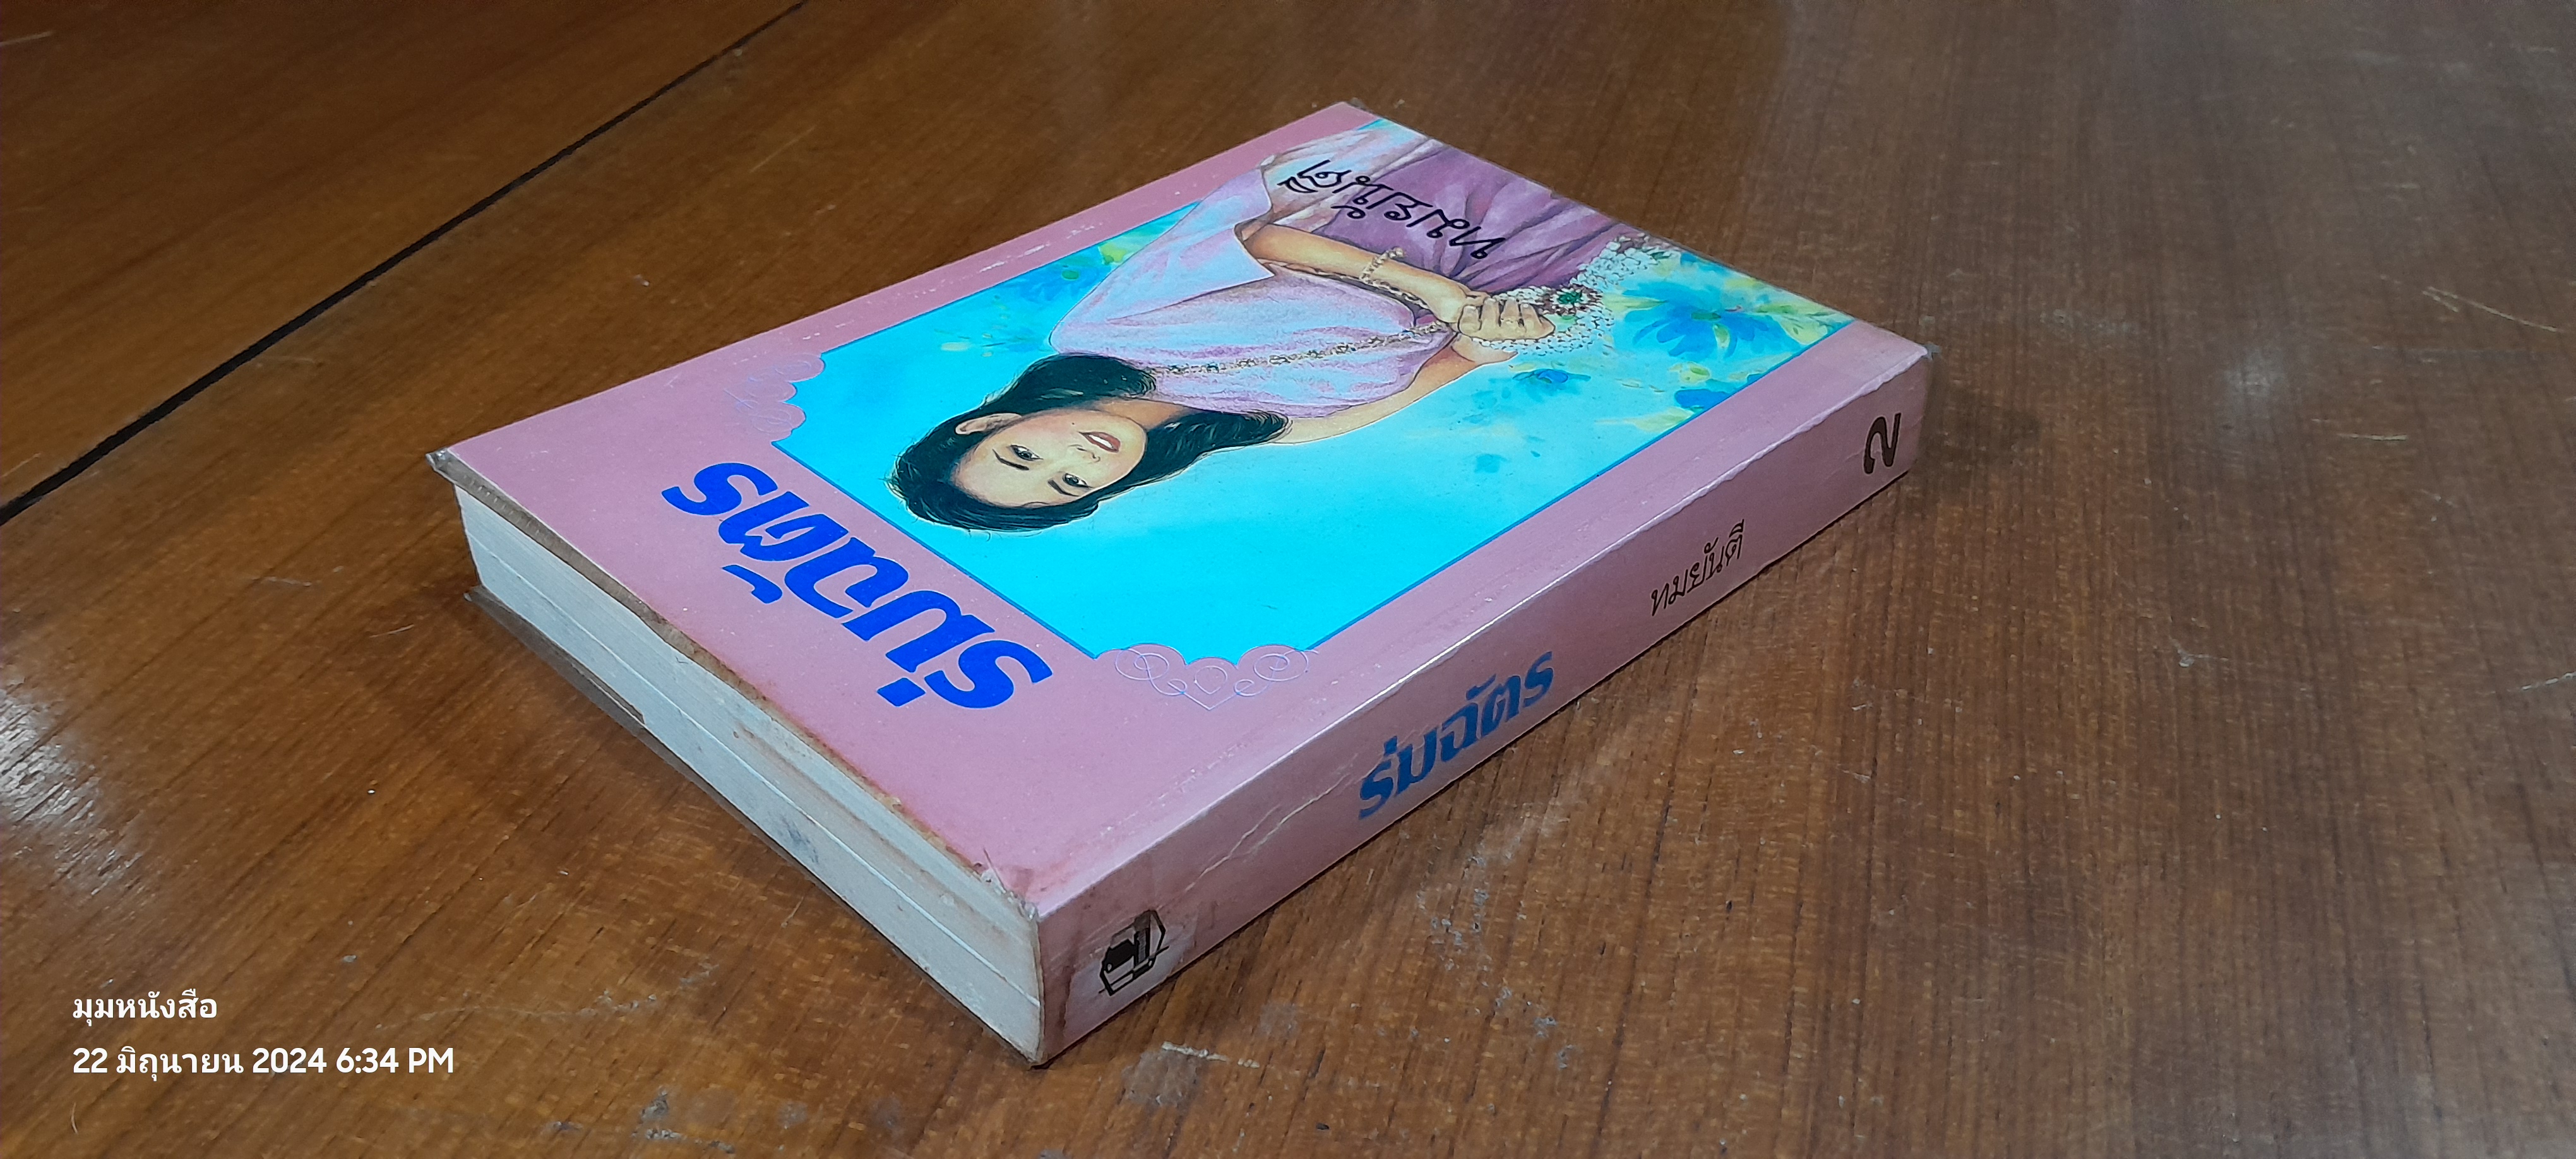 ทมยันตี
ร่มฉัตร
ร่มฉัตร
ทมยันตี
๒
มุมหนังสือ
22 มิถุนายน 2024 6:34 PM